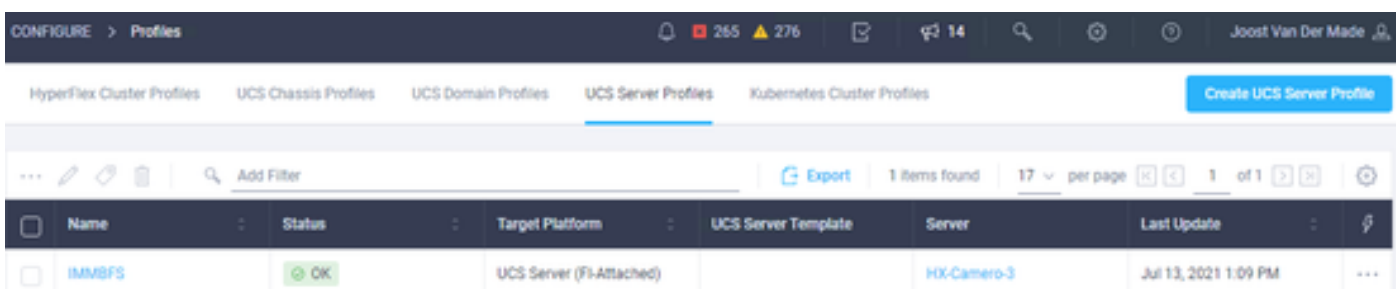 CONFIGURE > Profiles 265 276 14 Joost Van Der Made
HyperFlex Cluster Profiles UCS Chassis Profiles UCS Domain Profiles UCS Server Profiles Kubernetes Cluster Profiles Create UCS Server Profile
... Add Filter Export 1 items found 17 per page 1 of 1
Name Status Target Platform UCS Server Template Server Last Update
IMMBFS OK UCS Server (FI-Attached) HX-Camero-3 Jul 13, 2021 1:09 PM ...